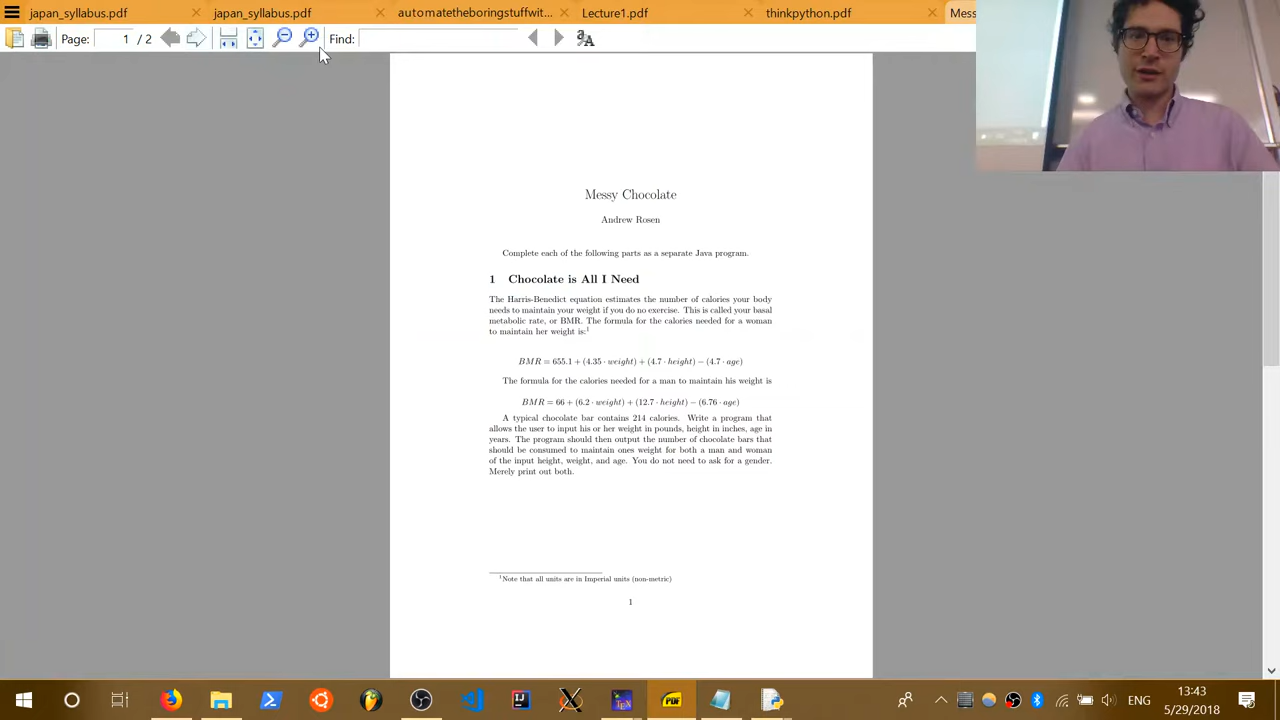 japan_syllabus.pdf × japan_syllabus.pdf × automatetheboringstuffwit... × Lecture1.pdf × thinkpython.pdf × Mess
Page: 1 / 2 Find:
Messy Chocolate
Andrew Rosen
Complete each of the following parts as a separate Java program.
1 Chocolate is All I Need
The Harris-Benedict equation estimates the number of calories your body
needs to maintain your weight if you do no exercise. This is called your basal
metabolic rate, or BMR. The formula for the calories needed for a woman
to maintain her weight is:¹
BMR = 655.1 + (4.35 · weight) + (4.7 · height) − (4.7 · age)
The formula for the calories needed for a man to maintain his weight is
BMR = 66 + (6.2 · weight) + (12.7 · height) − (6.76 · age)
A typical chocolate bar contains 214 calories. Write a program that
allows the user to input his or her weight in pounds, height in inches, age in
years. The program should then output the number of chocolate bars that
should be consumed to maintain ones weight for both a man and woman
of the input height, weight, and age. You do not need to ask for a gender.
Merely print out both.
¹Note that all units are in Imperial units (non-metric)
1
TEX
PDF
ENG
13:43
5/29/2018